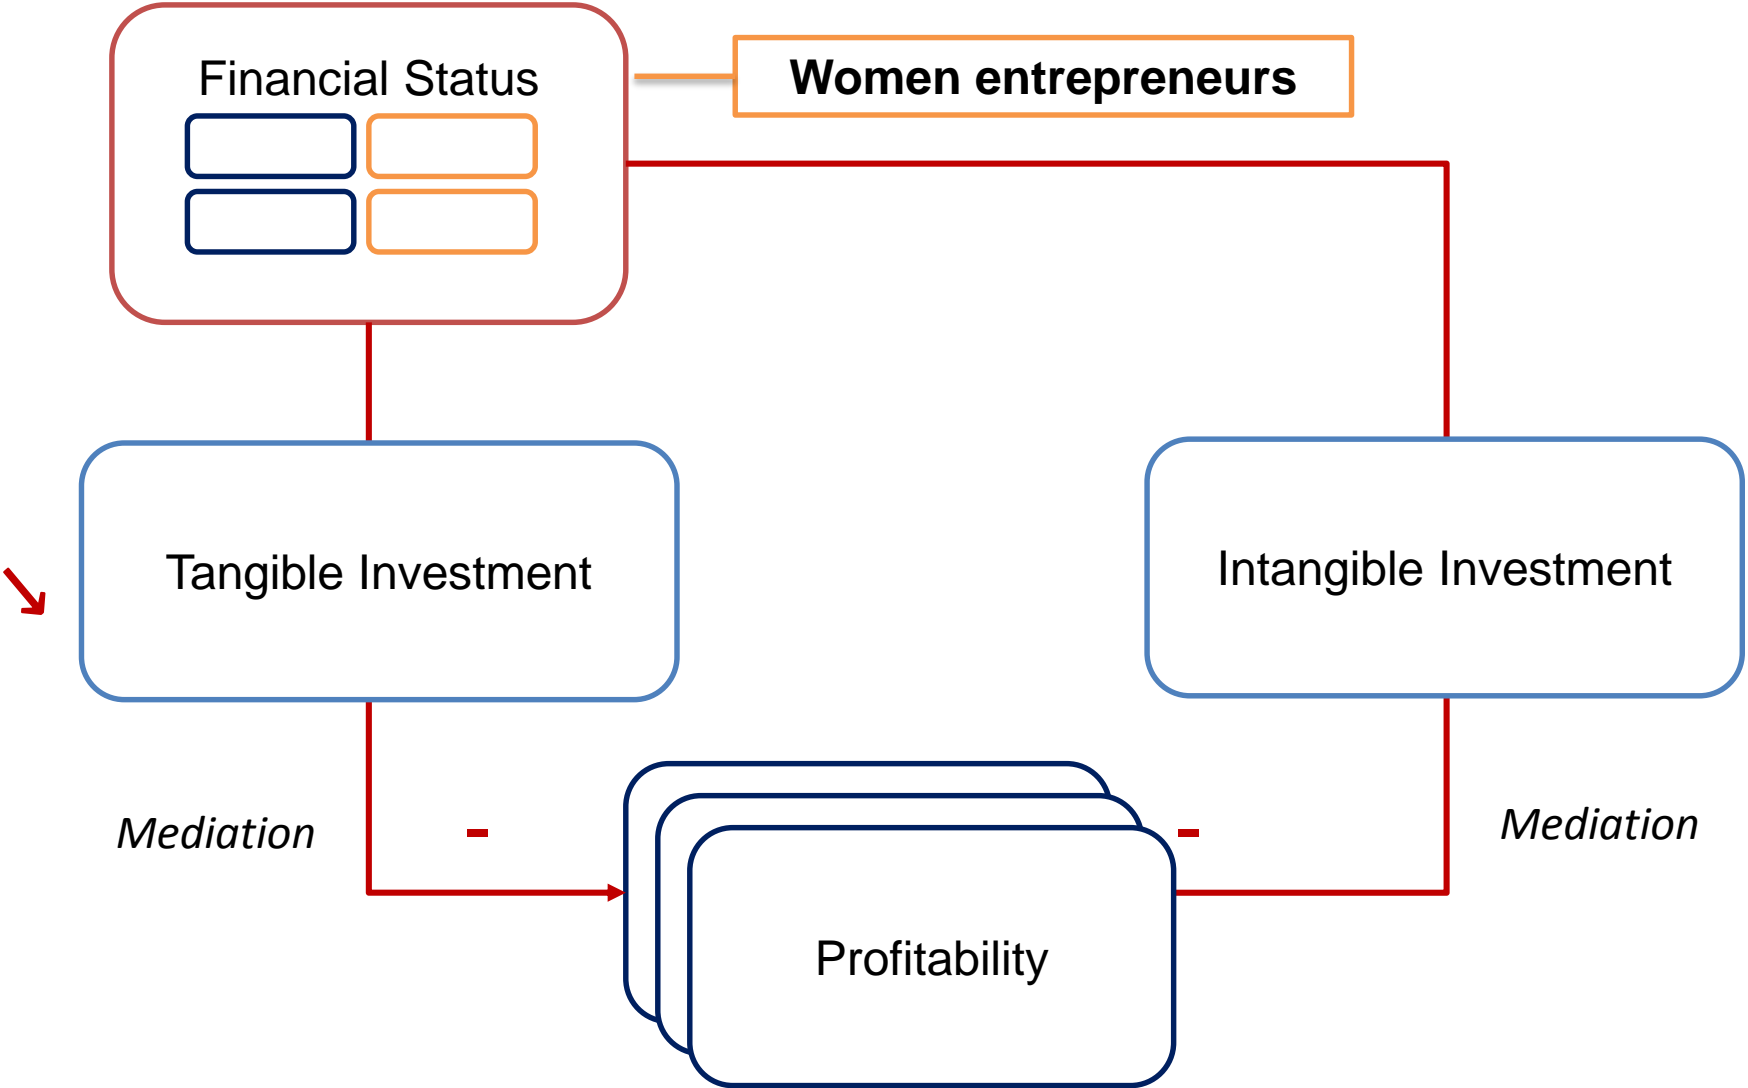 Financial Status
Women entrepreneurs
Tangible Investment
Intangible Investment
Mediation
-
-
Mediation
Profitability